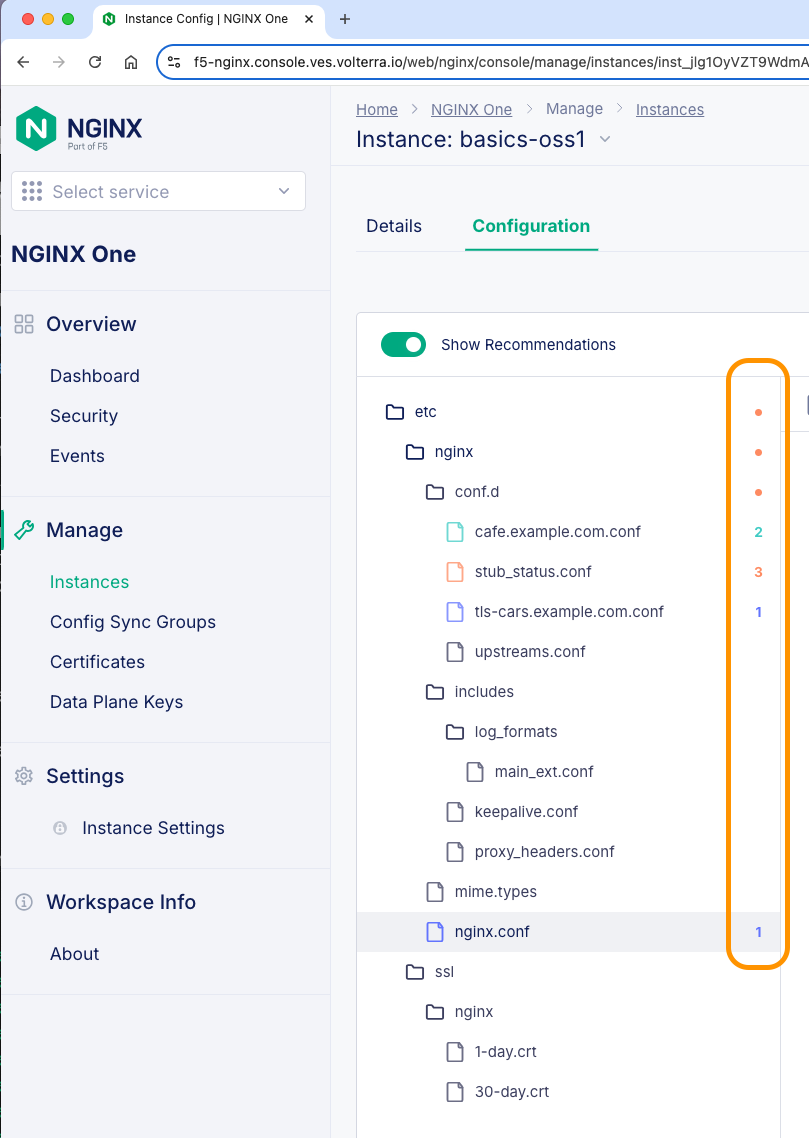 Instance Config | NGINX One
f5-nginx.console.ves.volterra.io/web/nginx/console/manage/instances/inst_jlg1OyVZT9WdmA
NGINX
Part of F5
Select service
NGINX One
Overview
Dashboard
Security
Events
Manage
Instances
Config Sync Groups
Certificates
Data Plane Keys
Settings
Instance Settings
Workspace Info
About
Home > NGINX One > Manage > Instances
Instance: basics-oss1
Details Configuration
Show Recommendations
etc
nginx
conf.d
cafe.example.com.conf 2
stub_status.conf 3
tls-cars.example.com.conf 1
upstreams.conf
includes
log_formats
main_ext.conf
keepalive.conf
proxy_headers.conf
mime.types
nginx.conf 1
ssl
nginx
1-day.crt
30-day.crt